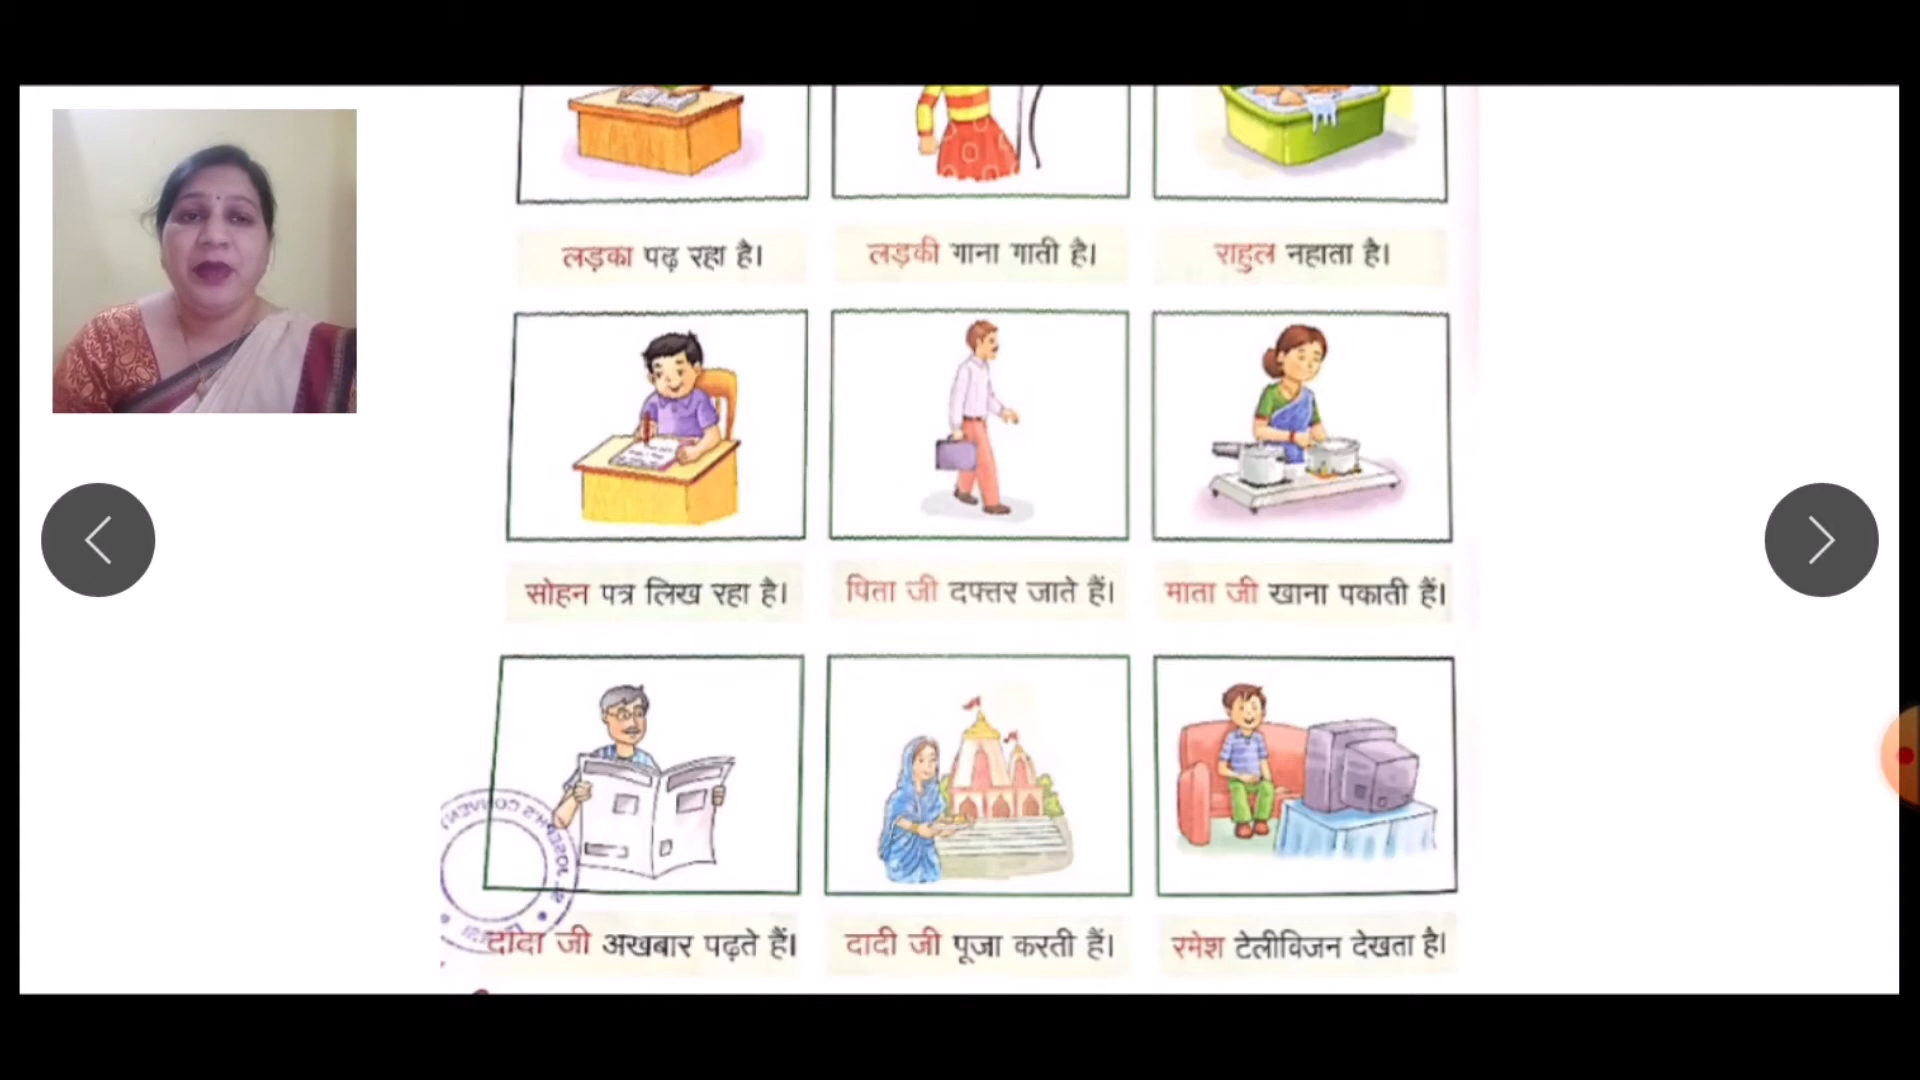 लड़का पढ़ रहा है।
लड़की गाना गाती है।
राहुल नहाता है।
सोहन पत्र लिख रहा है।
पिता जी दफ्तर जाते हैं।
माता जी खाना पकाती हैं।
दादा जी अखबार पढ़ते हैं।
दादी जी पूजा करती हैं।
रमेश टेलीविजन देखता है।